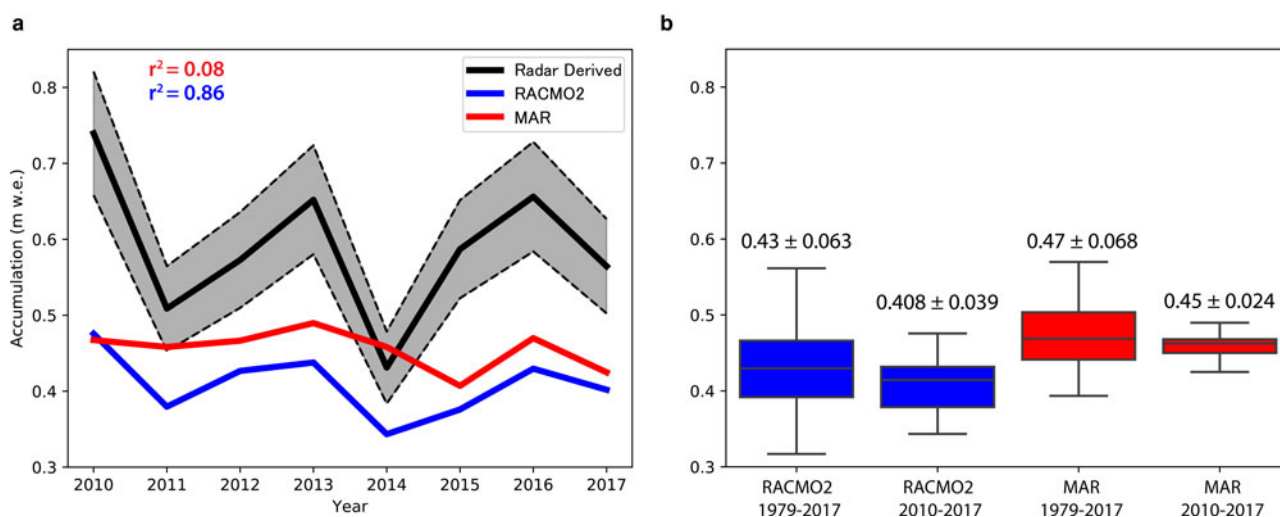 a
r² = 0.08
r² = 0.86
Radar Derived
RACMO2
MAR
Accumulation (m w.e.)
0.8
0.7
0.6
0.5
0.4
0.3
2010 2011 2012 2013 2014 2015 2016 2017
Year
b
0.8
0.7
0.6
0.5
0.4
0.3
0.43 ± 0.063
0.408 ± 0.039
0.47 ± 0.068
0.45 ± 0.024
RACMO2
1979-2017
RACMO2
2010-2017
MAR
1979-2017
MAR
2010-2017